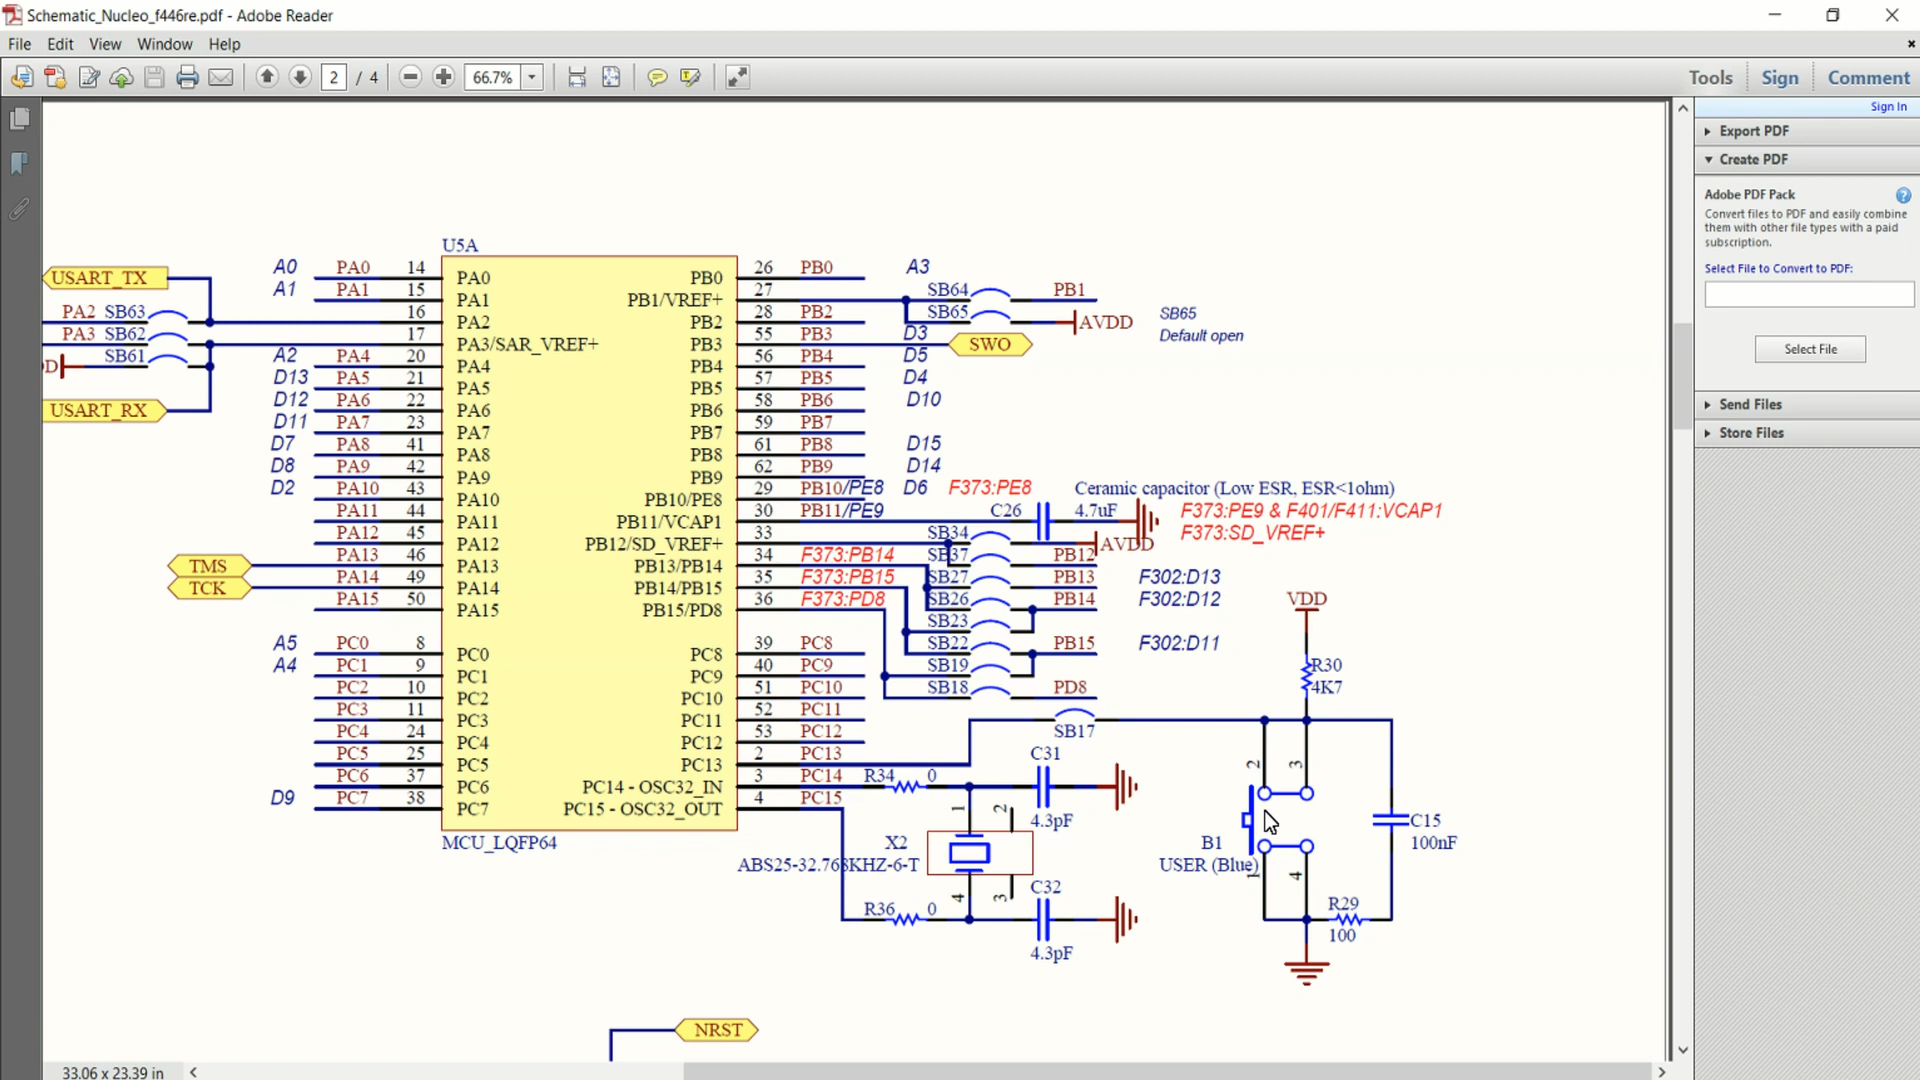 Schematic_Nucleo_f446re.pdf - Adobe Reader
File Edit View Window Help
2 / 4 66.7% Tools Sign Comment
Sign In
Export PDF
Create PDF
Adobe PDF Pack
Convert files to PDF and easily combine
them with other file types with a paid
subscription.
Select File to Convert to PDF:
Select File
Send Files
Store Files
U5A
USART_TX
A0 PA0 14 PA0 PB0 26 PB0 A3
A1 PA1 15 PA1 PB1/VREF+ 27 SB64 PB1
PA2 SB63 16 PA2 PB2 28 PB2 SB65 AVDD
SB65
Default open
PA3 SB62 17 PA3/SAR_VREF+ PB3 55 PB3 D3 SWO
SB61
D
A2 PA4 20 PA4 PB4 56 PB4 D5
D13 PA5 21 PA5 PB5 57 PB5 D4
D12 PA6 22 PA6 PB6 58 PB6 D10
USART_RX
D11 PA7 23 PA7 PB7 59 PB7
D7 PA8 41 PA8 PB8 61 PB8 D15
D8 PA9 42 PA9 PB9 62 PB9 D14
D2 PA10 43 PA10 PB10/PE8 29 PB10/PE8 D6 F373:PE8 Ceramic capacitor (Low ESR, ESR<1ohm)
PA11 44 PA11 PB11/VCAP1 30 PB11/PE9 C26 4.7uF F373:PE9 & F401/F411:VCAP1
F373:SD_VREF+
PA12 45 PA12 PB12/SD_VREF+ 33 SB34 AVDD
TMS PA13 46 PA13 PB13/PB14 34 F373:PB14 SB37 PB12
TCK PA14 49 PA14 PB14/PB15 35 F373:PB15 SB27 PB13 F302:D13
PA15 50 PA15 PB15/PD8 36 F373:PD8 SB26 PB14 F302:D12
SB23
A5 PC0 8 PC0 PC8 39 PC8 SB22 PB15 F302:D11
A4 PC1 9 PC1 PC9 40 PC9 SB19
PC2 10 PC2 PC10 51 PC10 SB18 PD8
PC3 11 PC3 PC11 52 PC11
PC4 24 PC4 PC12 53 PC12 SB17
PC5 25 PC5 PC13 2 PC13
PC6 37 PC6 PC14 - OSC32_IN 3 PC14 R34 0 C31
D9 PC7 38 PC7 PC15 - OSC32_OUT 4 PC15
4.3pF
MCU_LQFP64
1 2
X2
ABS25-32.768KHZ-6-T
4 3
C32
R36 0
4.3pF
VDD
R30
4K7
2 3
B1
USER (Blue)
1 4
C15
100nF
R29
100
NRST
33.06 x 23.39 in